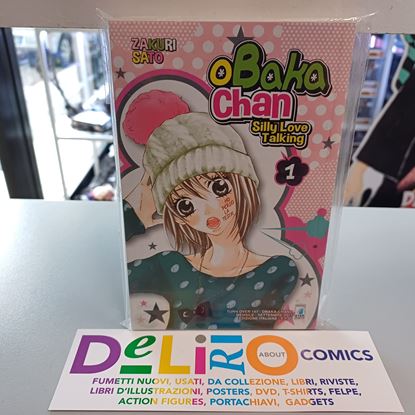 ZAKURI
SATO
oBaka
Chan
Silly Love
Talking
1
DeLiRiO ABOUT COMICS
FUMETTI NUOVI, USATI, DA COLLEZIONE, LIBRI, RIVISTE,
LIBRI D'ILLUSTRAZIONI, POSTERS, DVD, T-SHIRTS, FELPE,
ACTION FIGURES, PORTACHIAVI, GADGETS